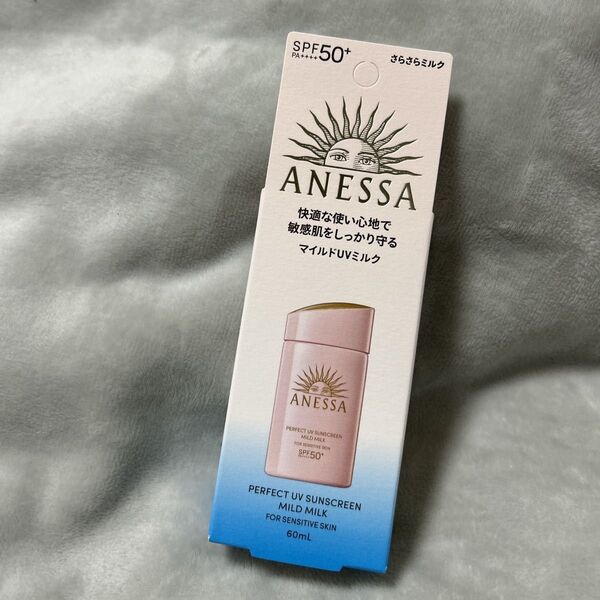 SPF50+
PA++++
さらさらミルク
ANESSA
快適な使い心地で
敏感肌をしっかり守る
マイルドUVミルク
ANESSA
PERFECT UV SUNSCREEN
MILD MILK
FOR SENSITIVE SKIN
SPF50+
PA++++
PERFECT UV SUNSCREEN
MILD MILK
FOR SENSITIVE SKIN
60mL